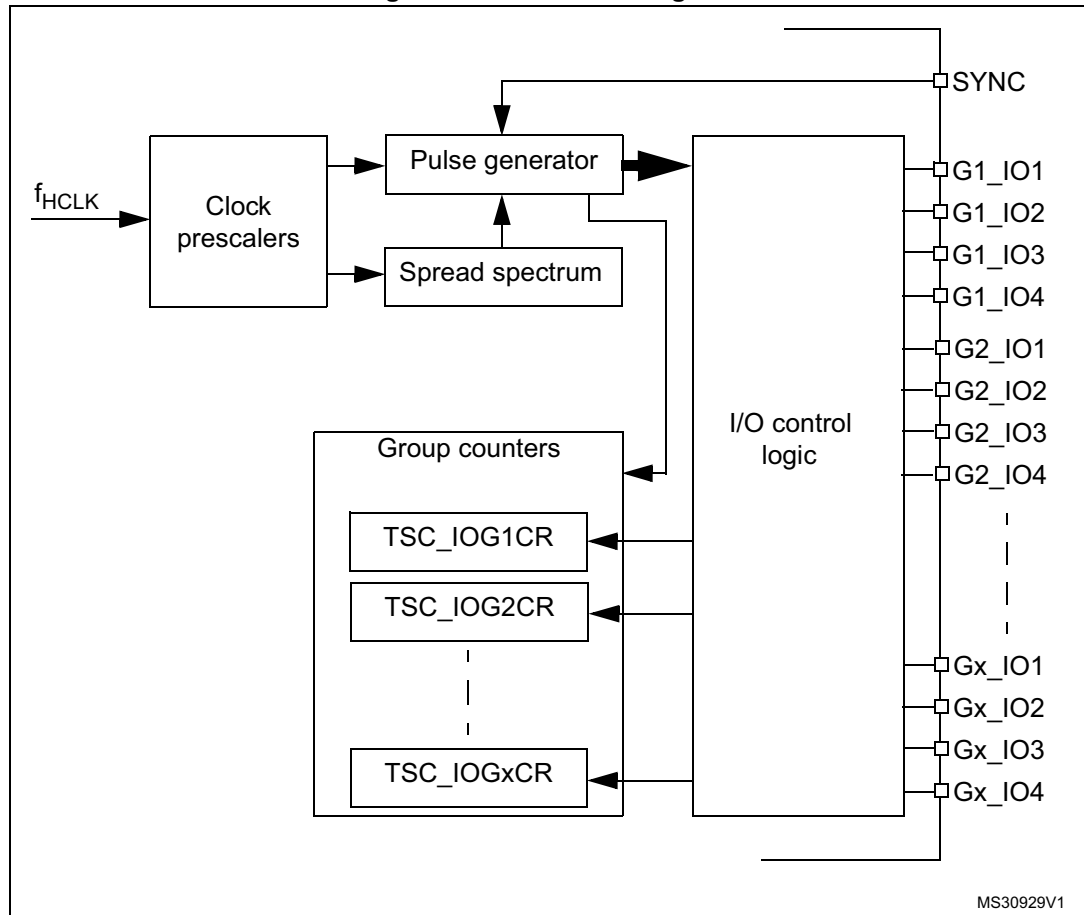 SYNC
Pulse generator
f_HCLK
Clock
prescalers
Spread spectrum
G1_IO1
G1_IO2
G1_IO3
G1_IO4
G2_IO1
G2_IO2
G2_IO3
G2_IO4
I/O control
logic
Group counters
TSC_IOG1CR
TSC_IOG2CR
TSC_IOGxCR
Gx_IO1
Gx_IO2
Gx_IO3
Gx_IO4
MS30929V1